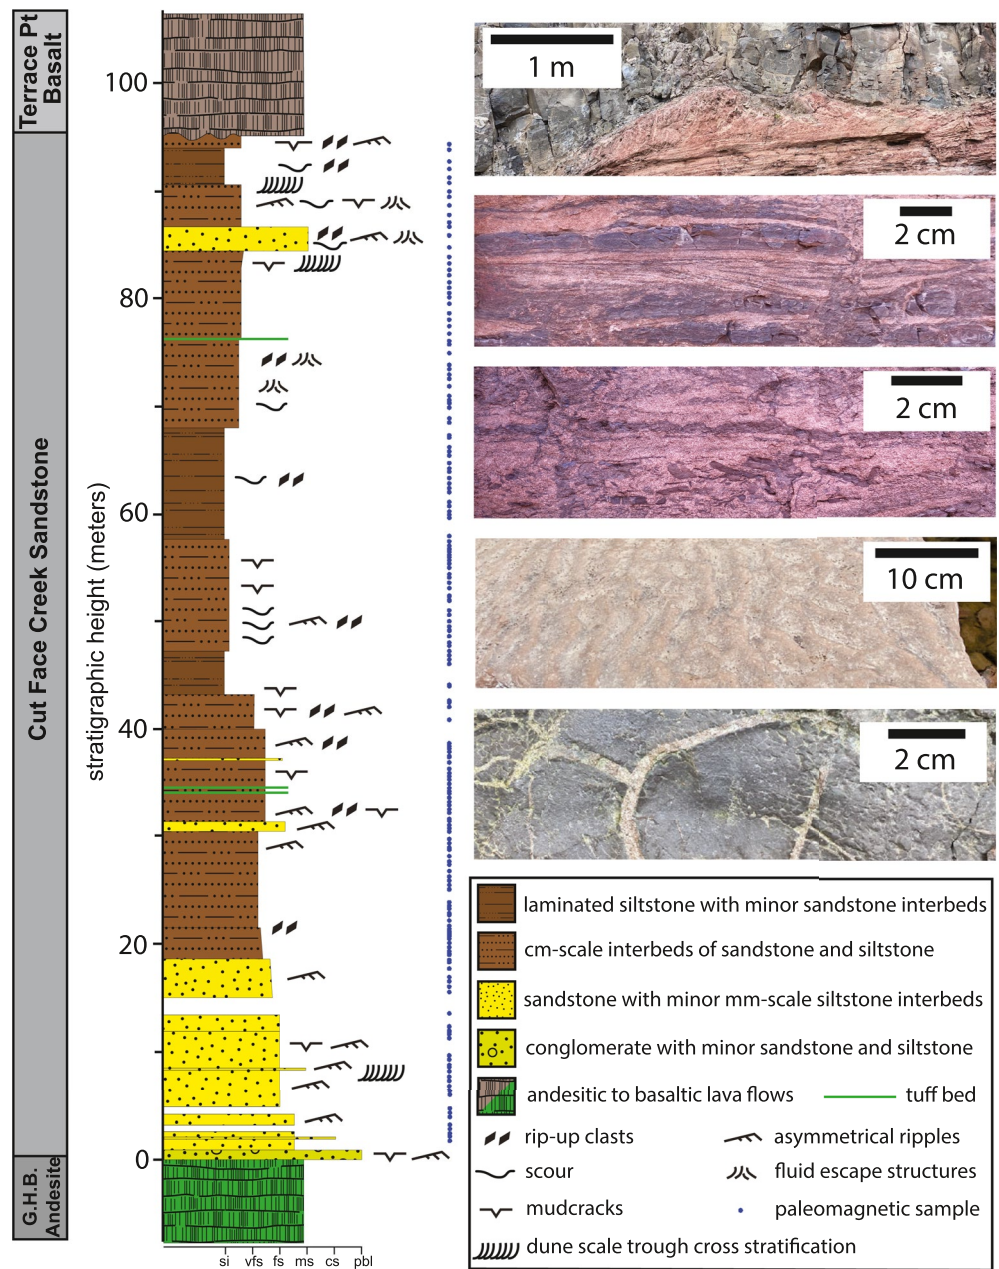 Terrace Pt
Basalt
Cut Face Creek Sandstone
G.H.B.
Andesite
stratigraphic height (meters)
100
80
60
40
20
0
si vfs fs ms cs pbl
1 m
2 cm
2 cm
10 cm
2 cm
laminated siltstone with minor sandstone interbeds
cm-scale interbeds of sandstone and siltstone
sandstone with minor mm-scale siltstone interbeds
conglomerate with minor sandstone and siltstone
andesitic to basaltic lava flows
tuff bed
rip-up clasts
asymmetrical ripples
scour
fluid escape structures
mudcracks
paleomagnetic sample
dune scale trough cross stratification